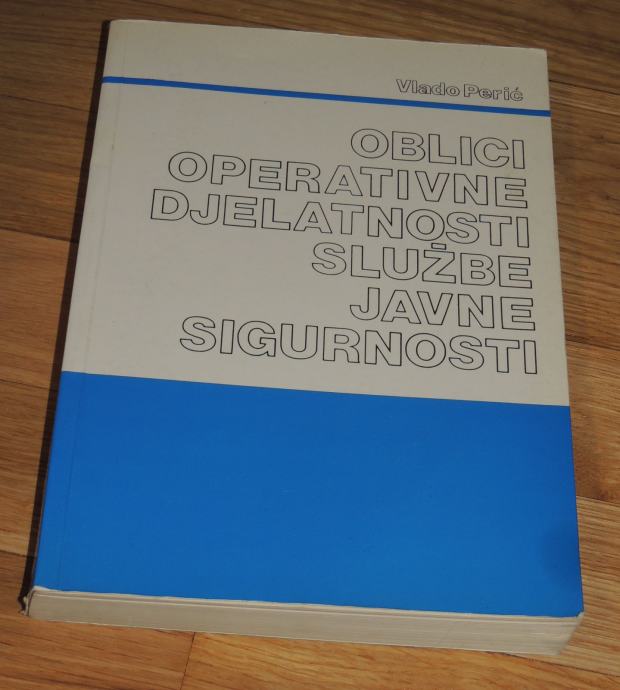 Vlado Perić
OBLICI
OPERATIVNE
DJELATNOSTI
SLUŽBE
JAVNE
SIGURNOSTI